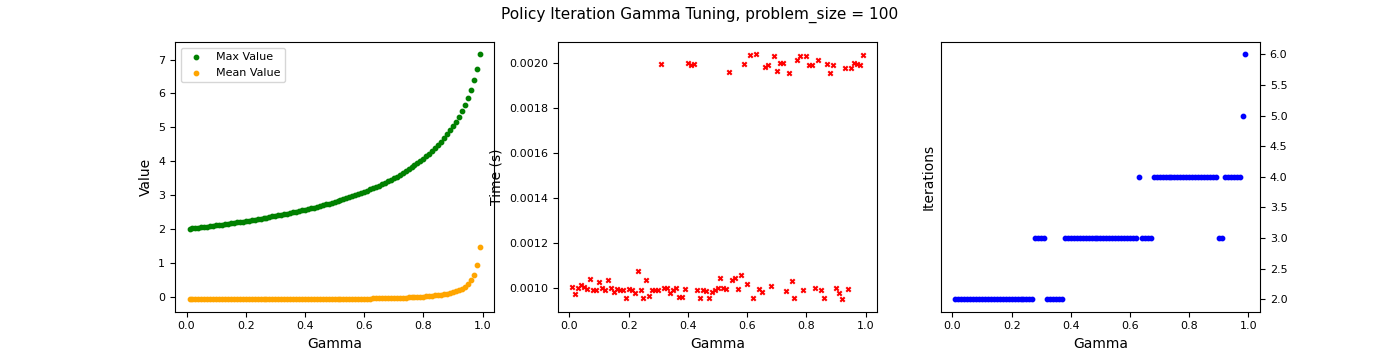 Policy Iteration Gamma Tuning, problem_size = 100
Max Value
Mean Value
Value
7
6
5
4
3
2
1
0
0.0 0.2 0.4 0.6 0.8 1.0
Gamma
Time (s)
0.0020
0.0018
0.0016
0.0014
0.0012
0.0010
0.0 0.2 0.4 0.6 0.8 1.0
Gamma
Iterations
6.0
5.5
5.0
4.5
4.0
3.5
3.0
2.5
2.0
0.0 0.2 0.4 0.6 0.8 1.0
Gamma